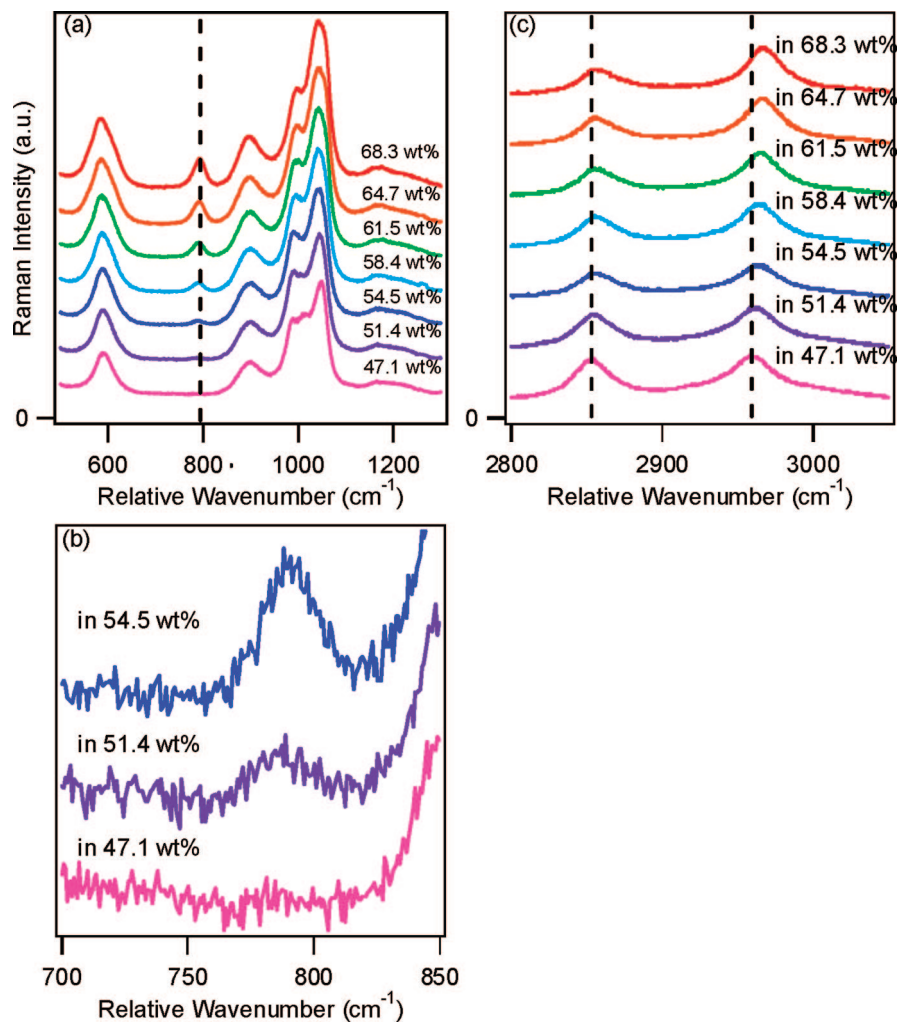 (a)
68.3 wt%
64.7 wt%
61.5 wt%
58.4 wt%
54.5 wt%
51.4 wt%
47.1 wt%
Raman Intensity (a.u.)
0
600 800 1000 1200
Relative Wavenumber (cm⁻¹)
(c)
in 68.3 wt%
in 64.7 wt%
in 61.5 wt%
in 58.4 wt%
in 54.5 wt%
in 51.4 wt%
in 47.1 wt%
0
2800 2900 3000
Relative Wavenumber (cm⁻¹)
(b)
in 54.5 wt%
in 51.4 wt%
in 47.1 wt%
700 750 800 850
Relative Wavenumber (cm⁻¹)